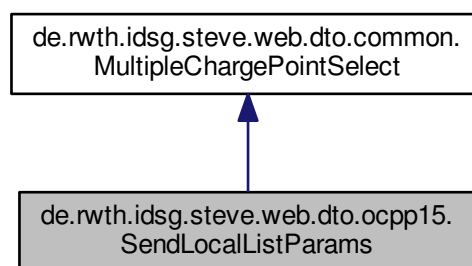 de.rwth.idsg.steve.web.dto.common.
MultipleChargePointSelect
de.rwth.idsg.steve.web.dto.ocpp15.
SendLocalListParams